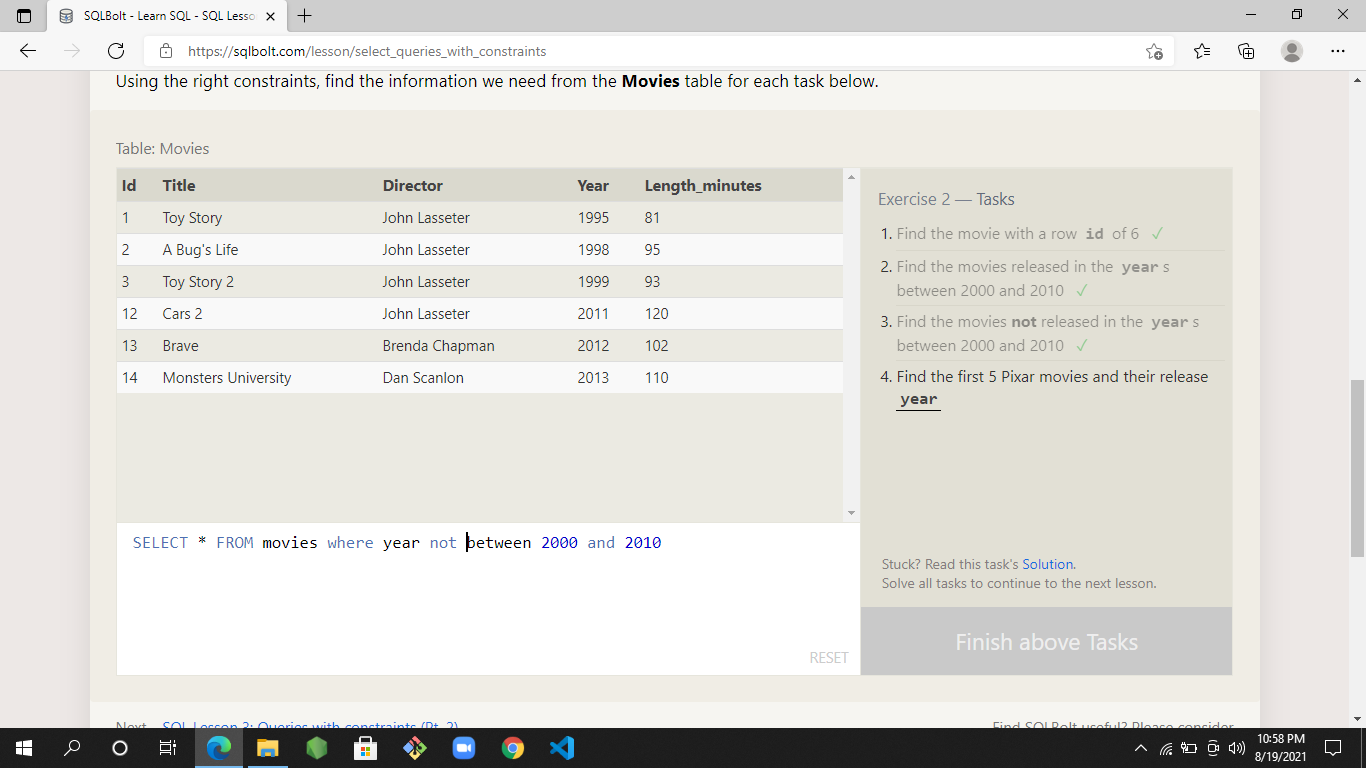 SQLBolt - Learn SQL - SQL Lesso
https://sqlbolt.com/lesson/select_queries_with_constraints
Using the right constraints, find the information we need from the Movies table for each task below.
Table: Movies
Id Title Director Year Length_minutes
1 Toy Story John Lasseter 1995 81
2 A Bug's Life John Lasseter 1998 95
3 Toy Story 2 John Lasseter 1999 93
12 Cars 2 John Lasseter 2011 120
13 Brave Brenda Chapman 2012 102
14 Monsters University Dan Scanlon 2013 110
SELECT * FROM movies where year not between 2000 and 2010
RESET
Exercise 2 — Tasks
1. Find the movie with a row id of 6 ✓
2. Find the movies released in the year s
between 2000 and 2010 ✓
3. Find the movies not released in the year s
between 2000 and 2010 ✓
4. Find the first 5 Pixar movies and their release
year
Stuck? Read this task's Solution.
Solve all tasks to continue to the next lesson.
Finish above Tasks
Next – SQL Lesson 3: Queries with constraints (Pt. 2)
Find SQLBolt useful? Please consider
10:58 PM
8/19/2021